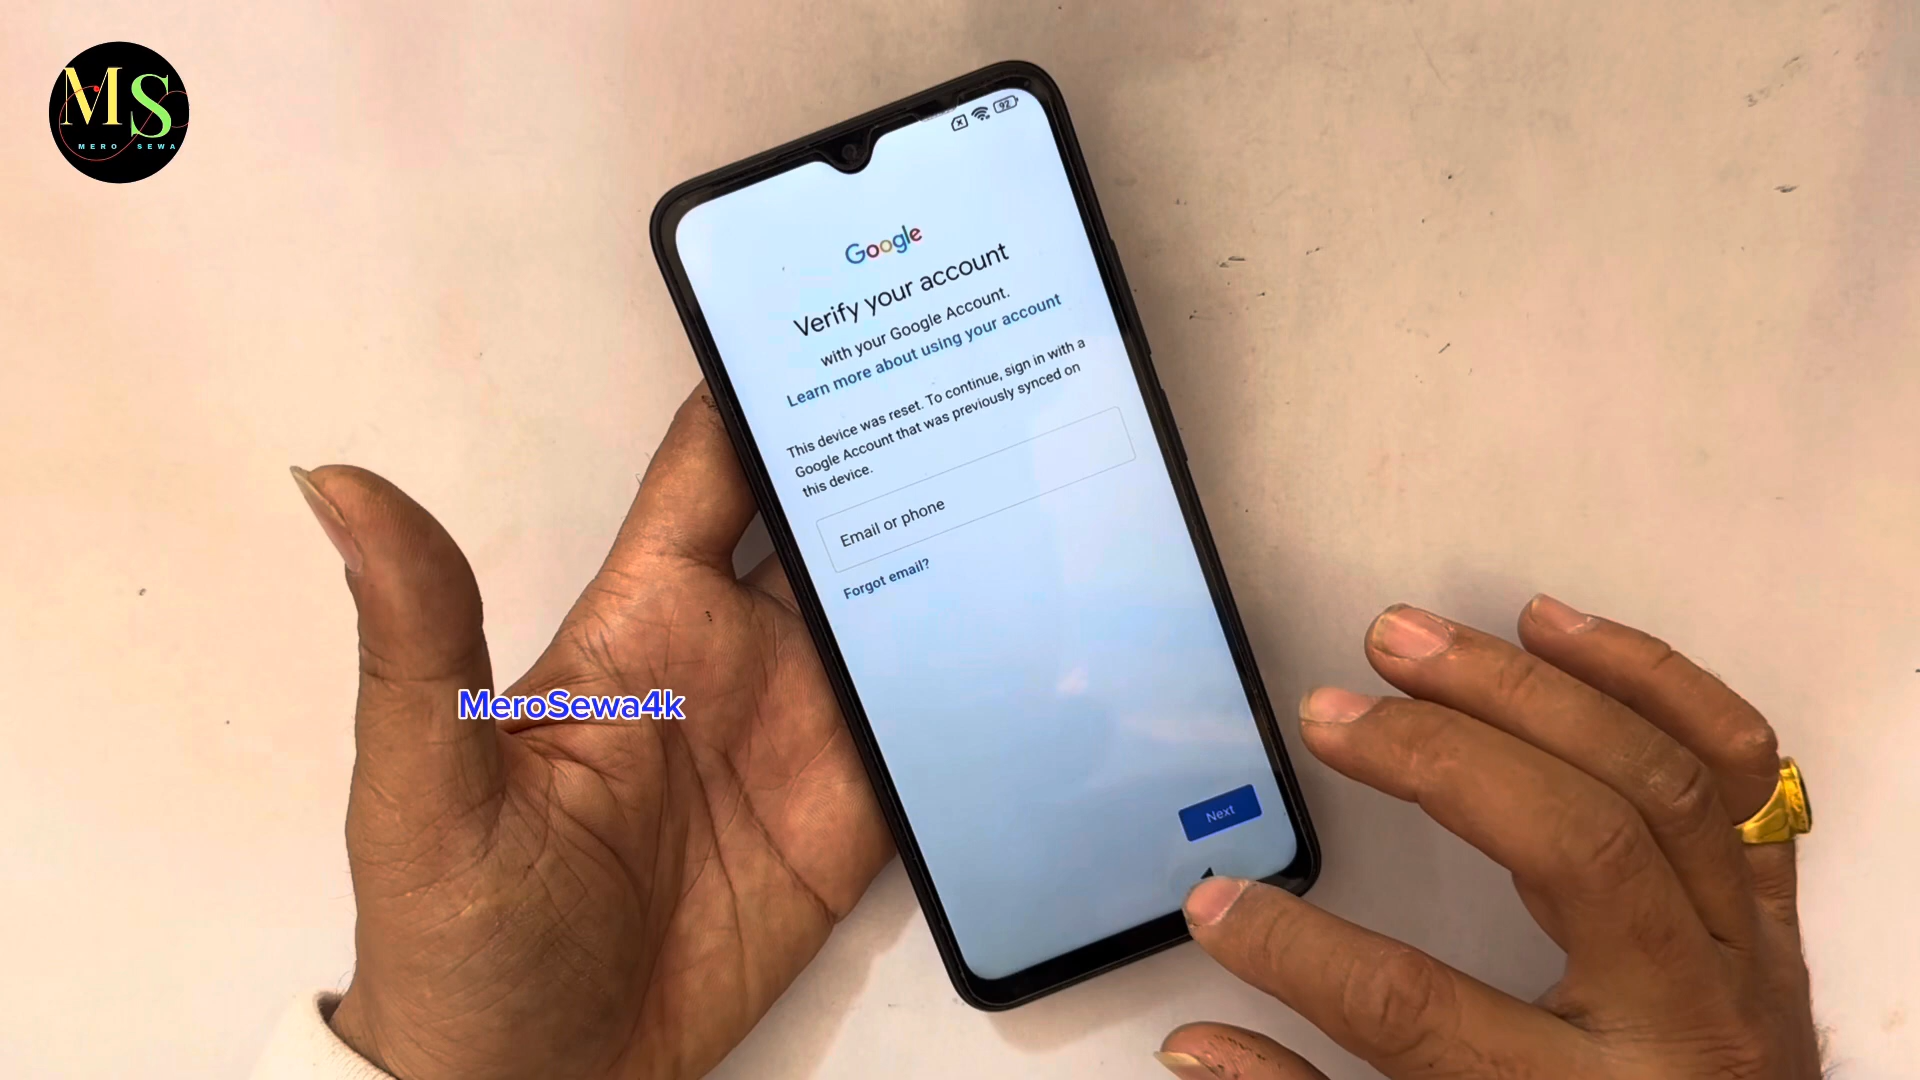 MS
MERO SEWA
92
Google
Verify your account
with your Google Account.
Learn more about using your account
This device was reset. To continue, sign in with a
Google Account that was previously synced on
this device.
Email or phone
Forgot email?
MeroSewa4k
Next